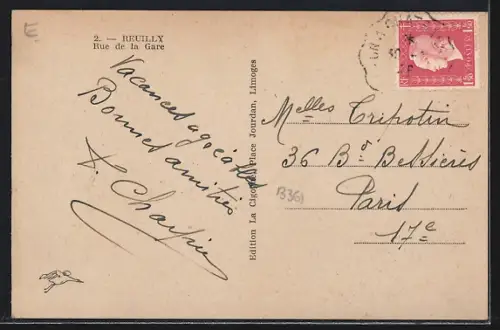 E.
2. — REUILLY
Rue de la Gare
Vacances agréables
Bonnes amitiés
Edition La Cigogne, Place Jourdan, Limoges
Melles Tripotin
36 Bd Bessières
Paris
17e
B361